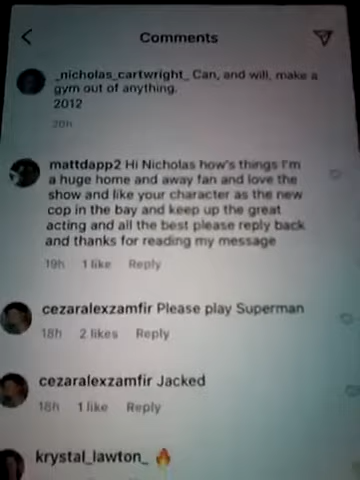 Comments
_nicholas_cartwright_ Can, and will, make a
gym out of anything.
2012
20h
mattdapp2 Hi Nicholas how's things I'm
a huge home and away fan and love the
show and like your character as the new
cop in the bay and keep up the great
acting and all the best please reply back
and thanks for reading my message
19h 1 like Reply
cezaralexzamfir Please play Superman
18h 2 likes Reply
cezaralexzamfir Jacked
18h 1 like Reply
krystal_lawton_ 🔥